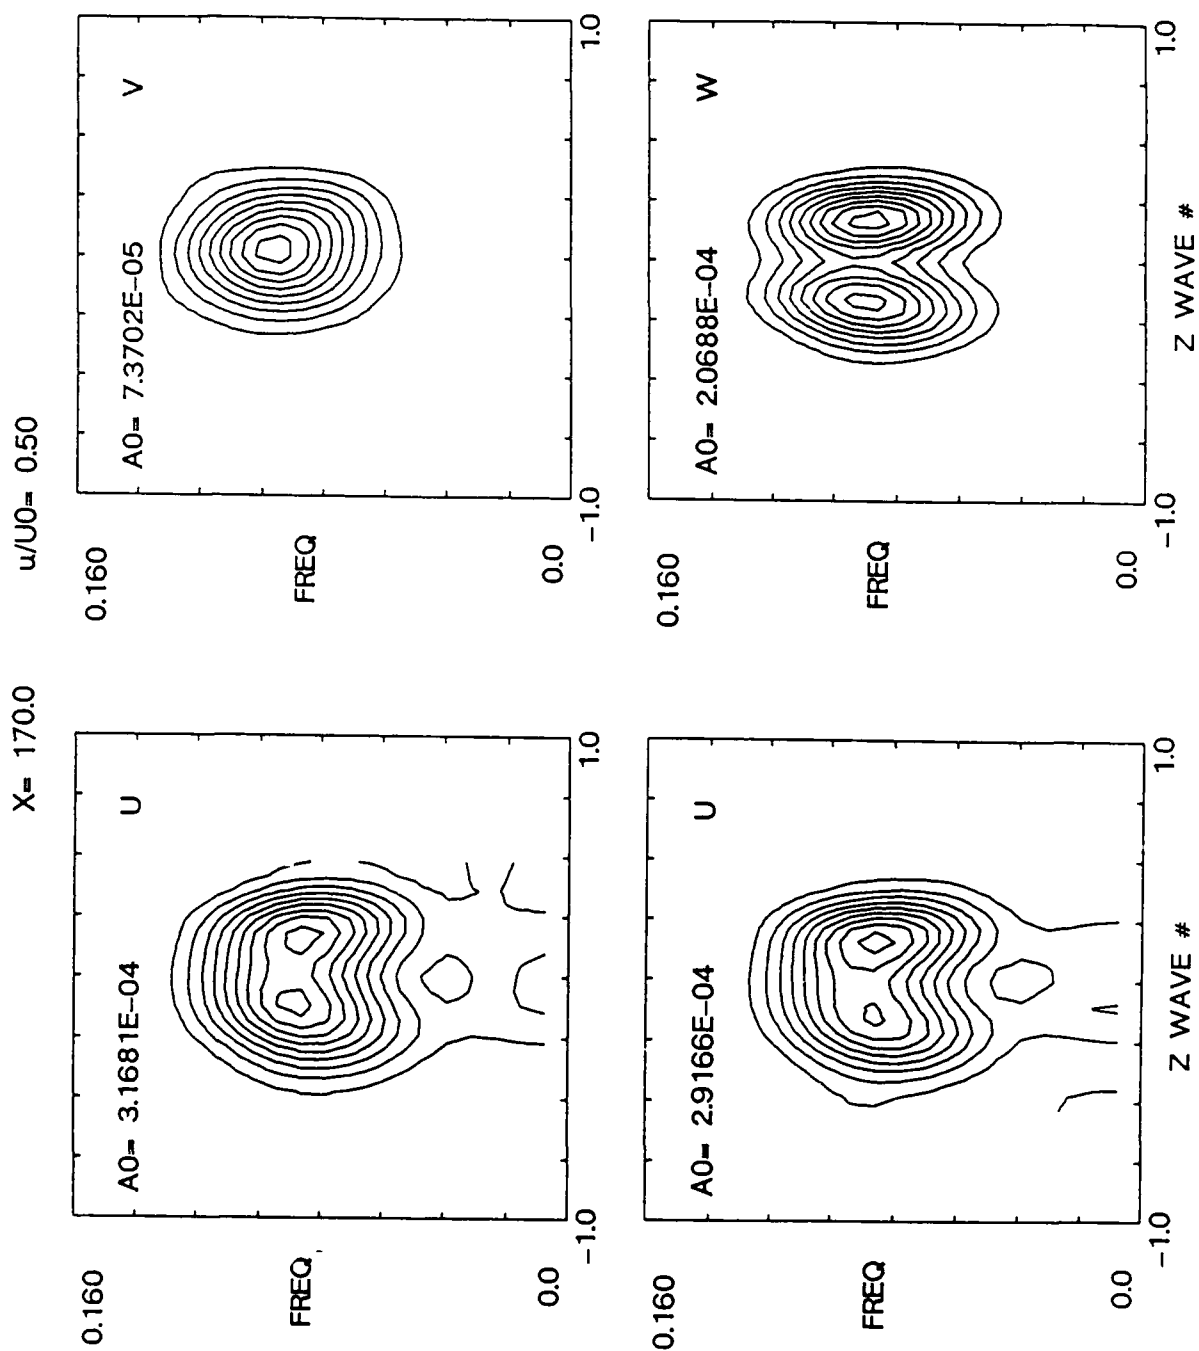 X= 170.0 u/U0= 0.50
0.160
A0= 3.1681E-04 U
FREQ
0.0
-1.0 1.0
0.160
A0= 7.3702E-05 V
FREQ
0.0
-1.0 1.0
0.160
A0= 2.9166E-04 U
FREQ
0.0
-1.0 1.0
Z WAVE #
0.160
A0= 2.0688E-04 W
FREQ
0.0
-1.0 1.0
Z WAVE #